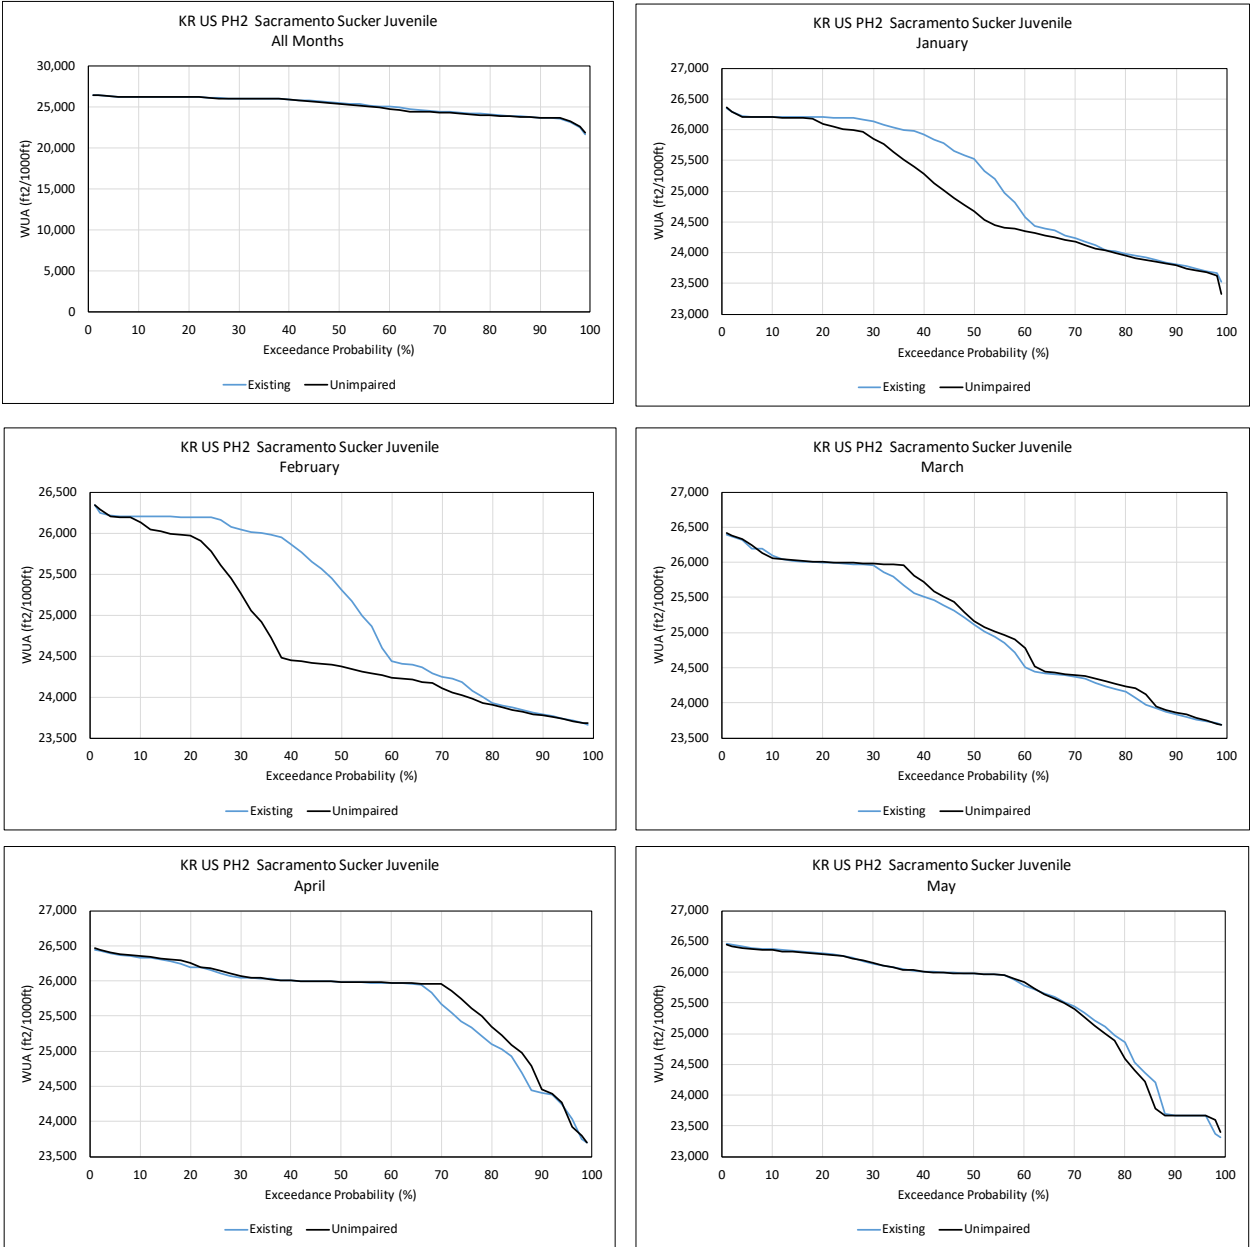 KR US PH2  Sacramento Sucker Juvenile
All Months
30,000
25,000
20,000
15,000
10,000
5,000
0
WUA (ft2/1000ft)
0 10 20 30 40 50 60 70 80 90 100
Exceedance Probability (%)
Existing Unimpaired
KR US PH2  Sacramento Sucker Juvenile
January
27,000
26,500
26,000
25,500
25,000
24,500
24,000
23,500
23,000
WUA (ft2/1000ft)
0 10 20 30 40 50 60 70 80 90 100
Exceedance Probability (%)
Existing Unimpaired
KR US PH2  Sacramento Sucker Juvenile
February
26,500
26,000
25,500
25,000
24,500
24,000
23,500
WUA (ft2/1000ft)
0 10 20 30 40 50 60 70 80 90 100
Exceedance Probability (%)
Existing Unimpaired
KR US PH2  Sacramento Sucker Juvenile
March
27,000
26,500
26,000
25,500
25,000
24,500
24,000
23,500
WUA (ft2/1000ft)
0 10 20 30 40 50 60 70 80 90 100
Exceedance Probability (%)
Existing Unimpaired
KR US PH2  Sacramento Sucker Juvenile
April
27,000
26,500
26,000
25,500
25,000
24,500
24,000
23,500
WUA (ft2/1000ft)
0 10 20 30 40 50 60 70 80 90 100
Exceedance Probability (%)
Existing Unimpaired
KR US PH2  Sacramento Sucker Juvenile
May
27,000
26,500
26,000
25,500
25,000
24,500
24,000
23,500
23,000
WUA (ft2/1000ft)
0 10 20 30 40 50 60 70 80 90 100
Exceedance Probability (%)
Existing Unimpaired